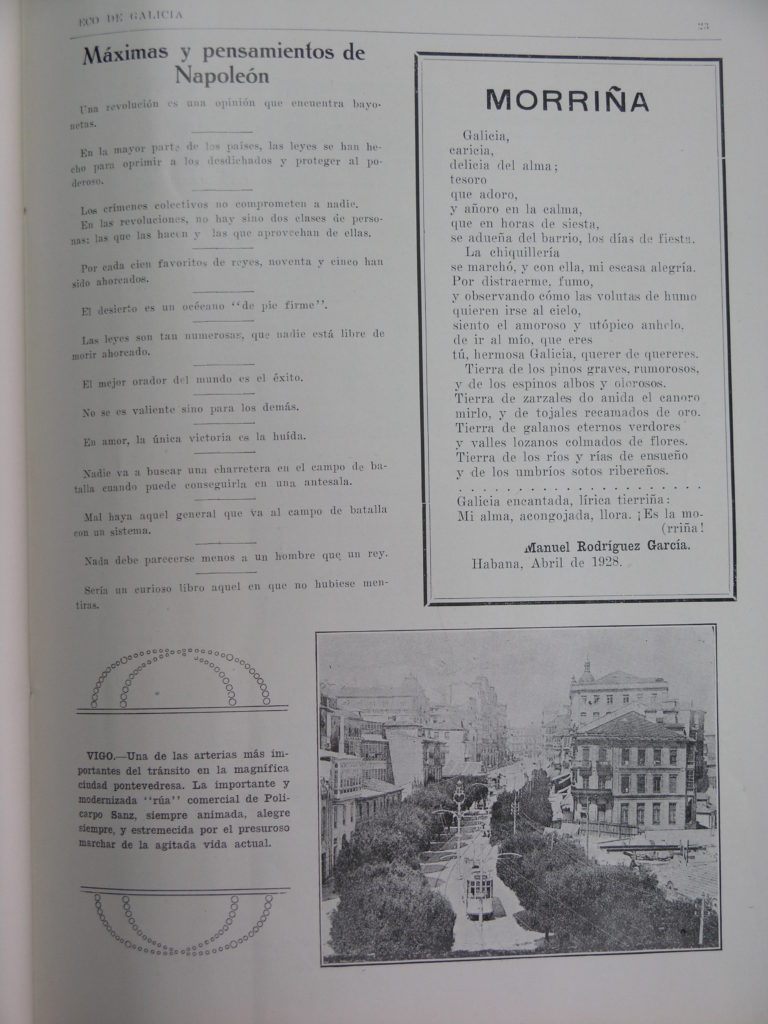 ECO DE GALICIA
23
Máximas y pensamientos de
Napoleón
Una revolución es una opinión que encuentra bayo-
netas.
En la mayor parte de los países, las leyes se han he-
cho para oprimir a los desdichados y proteger al po-
deroso.
Los crímenes colectivos no comprometen a nadie.
En las revoluciones, no hay sino dos clases de perso-
nas: las que las hacen y las que aprovechan de ellas.
Por cada cien favoritos de reyes, noventa y cinco han
sido ahorcados.
El desierto es un océeano "de pie firme".
Las leyes son tan numerosas, que nadie está libre de
morir ahorcado.
El mejor orador del mundo es el éxito.
No se es valiente sino para los demás.
En amor, la única victoria es la huída.
Nadie va a buscar una charretera en el campo de ba-
talla cuando puede conseguirla en una antesala.
Mal haya aquel general que va al campo de batalla
con un sistema.
Nada debe parecerse menos a un hombre que un rey.
Sería un curioso libro aquel en que no hubiese men-
tiras.
MORRIÑA
Galicia,
caricia,
delicia del alma;
tesoro
que adoro,
y añoro en la calma,
que en horas de siesta,
se adueña del barrio, los días de fiesta.
La chiquillería
se marchó, y con ella, mi escasa alegría.
Por distraerme, fumo,
y observando cómo las volutas de humo
quieren irse al cielo,
siento el amoroso y utópico anhelo,
de ir al mío, que eres
tú, hermosa Galicia, querer de quereres.
Tierra de los pinos graves, rumorosos,
y de los espinos albos y olorosos.
Tierra de zarzales do anida el canoro
mirlo, y de tojales recamados de oro.
Tierra de galanos eternos verdores
y valles lozanos colmados de flores.
Tierra de los ríos y rías de ensueño
y de los umbríos sotos ribereños.
. . . . . . . . . . . . . . . . . . . .
Galicia encantada, lírica tierriña:
Mi alma, acongojada, llora. ¡Es la mo-
(rriña!
Manuel Rodríguez García.
Habana, Abril de 1928.
VIGO.—Una de las arterias más im-
portantes del tránsito en la magnífica
ciudad pontevedresa. La importante y
modernizada "rúa" comercial de Poli-
carpo Sanz, siempre animada, alegre
siempre, y estremecida por el presuroso
marchar de la agitada vida actual.